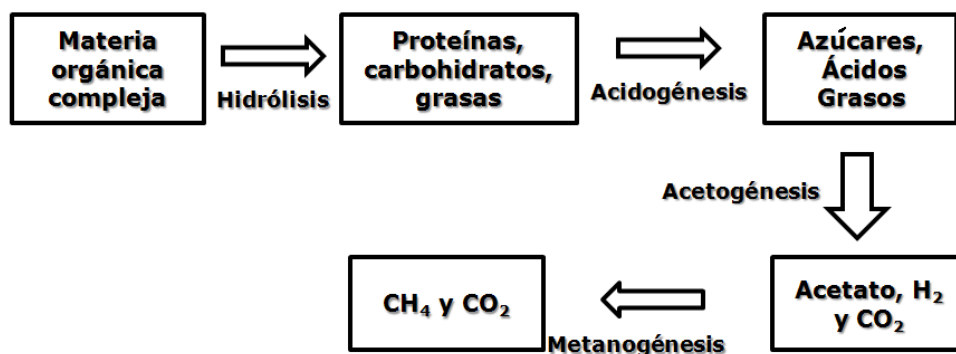 Materia
orgánica
compleja
Hidrólisis
Proteínas,
carbohidratos,
grasas
Acidogénesis
Azúcares,
Ácidos
Grasos
Acetogénesis
Acetato, H₂
y CO₂
Metanogénesis
CH₄ y CO₂